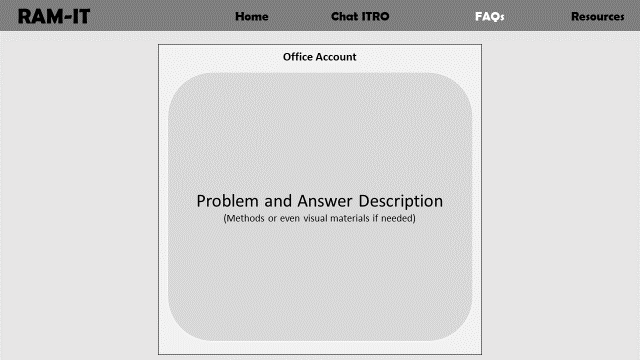 RAM-IT
Home Chat ITRO FAQs Resources
Office Account
Problem and Answer Description
(Methods or even visual materials if needed)